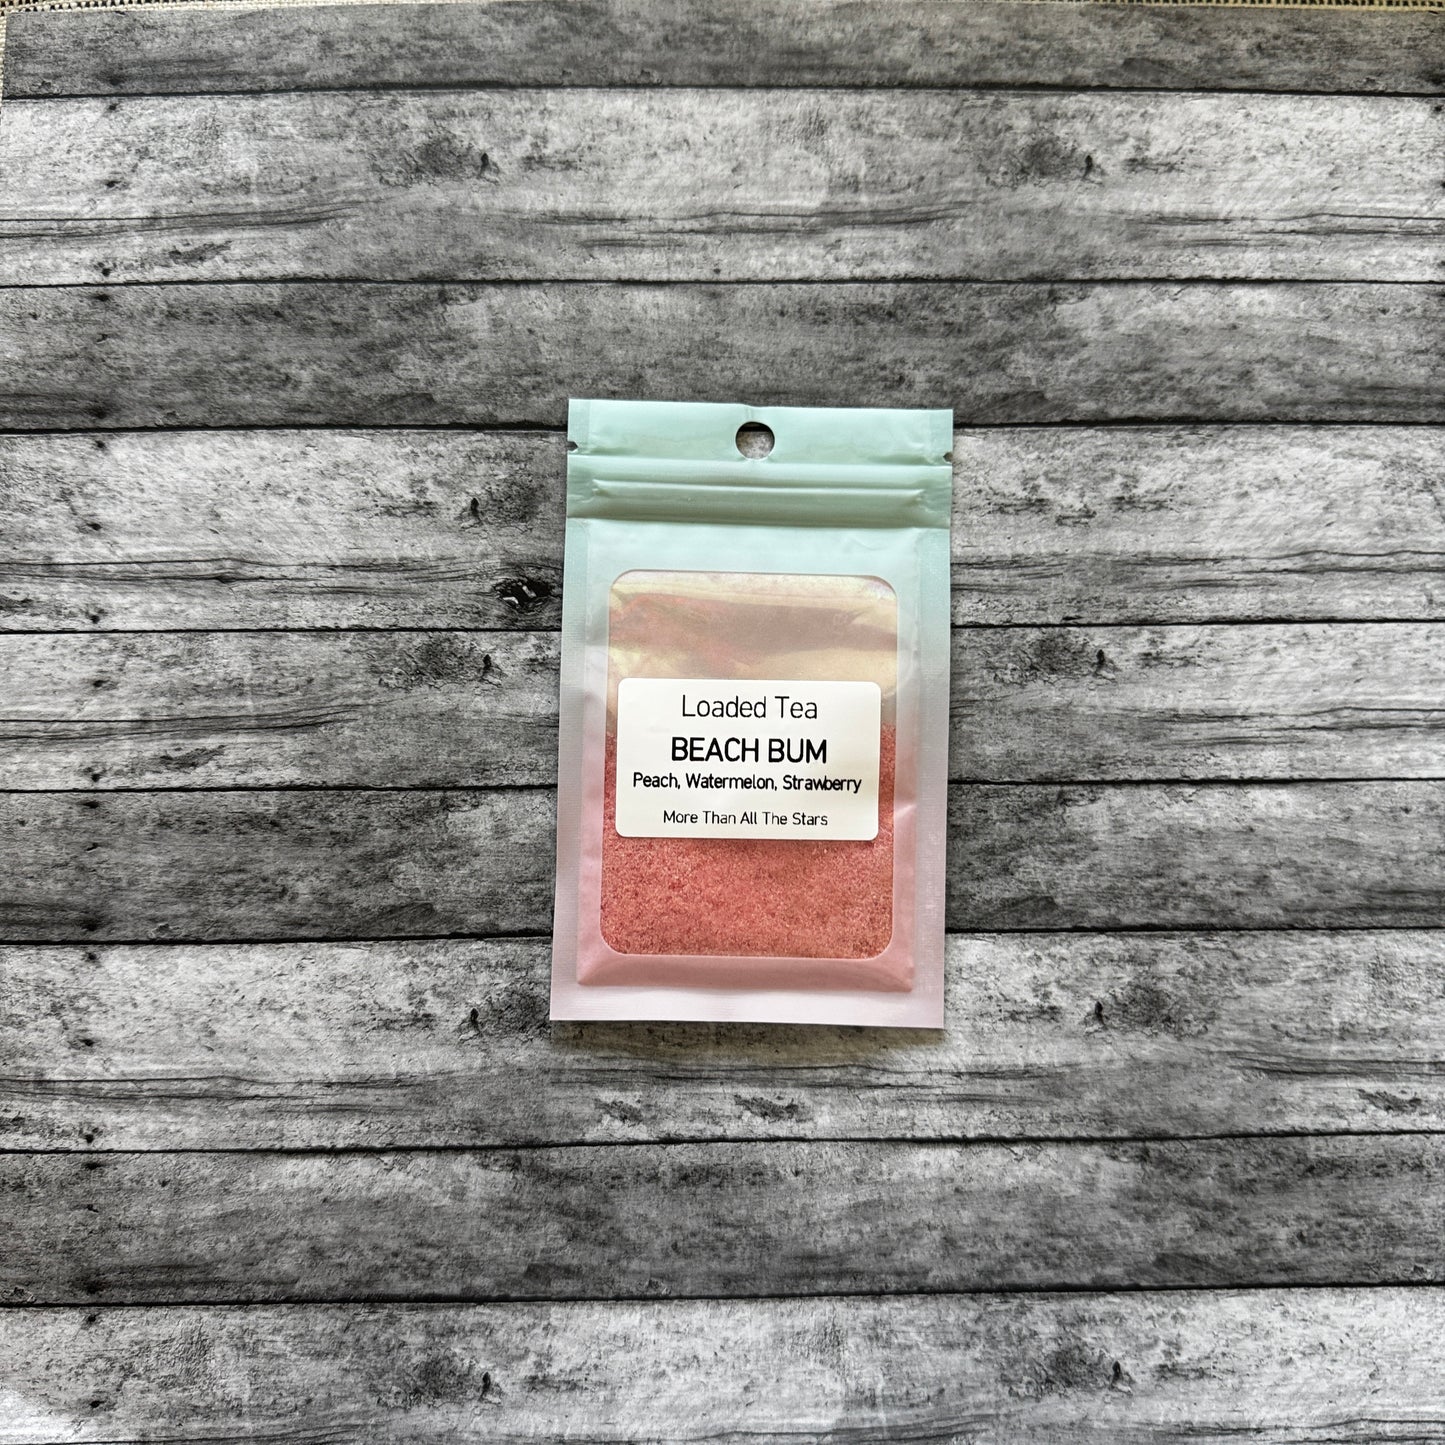 Loaded Tea
BEACH BUM
Peach, Watermelon, Strawberry
More Than All The Stars